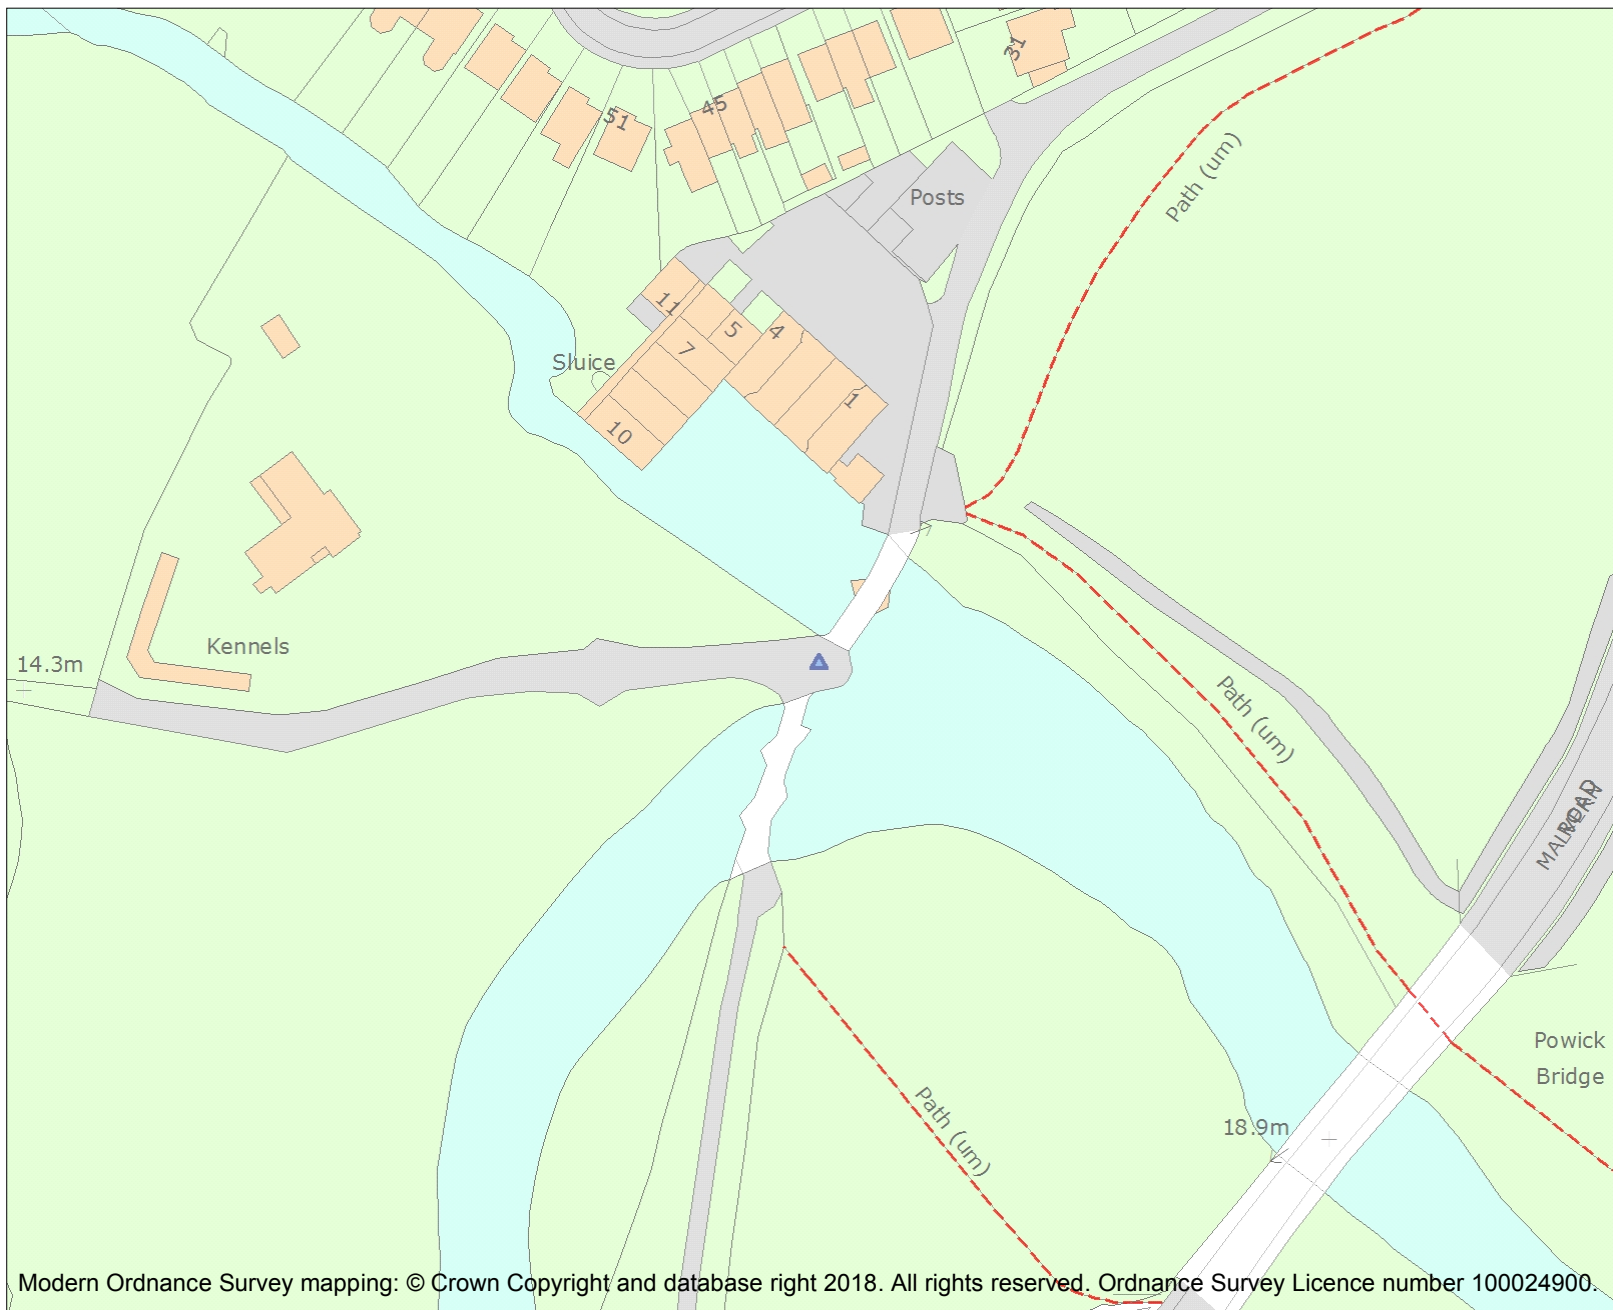 31
45
51
Path (um)
Posts
11
5
4
7
1
Sluice
10
Kennels
14.3m
Path (um)
MALVERN ROAD
Powick
Bridge
Path (um)
18.9m
Modern Ordnance Survey mapping: © Crown Copyright and database right 2018. All rights reserved. Ordnance Survey Licence number 100024900.